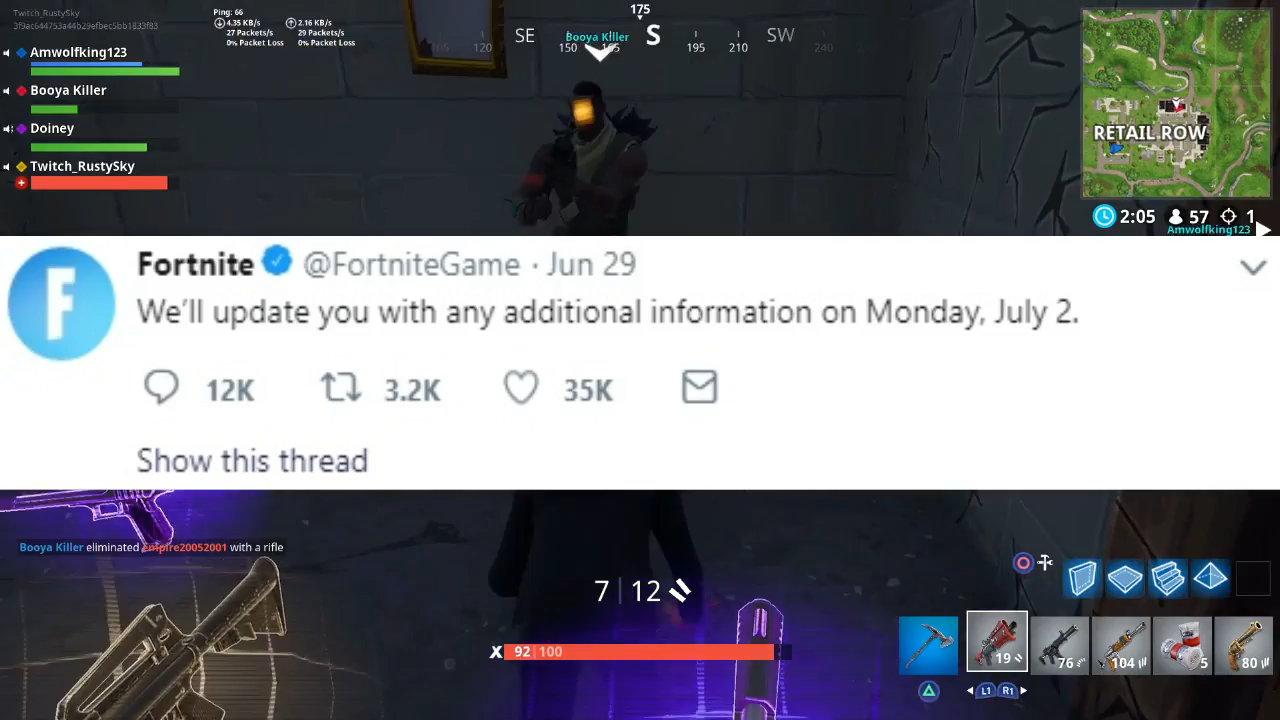 Twitch_RustySky
3f9ac644753a44b29efbec5bb1833f83
Ping: 66
4.35 KB/s 2.16 KB/s
27 Packets/s 29 Packets/s
0% Packet Loss 0% Packet Loss
175
105 120 SE 150 165 S 195 210 SW 240
Booya Killer
Amwolfking123
Booya Killer
Doiney
Twitch_RustySky
RETAIL ROW
2:05 57 1
Amwolfking123
F
Fortnite @FortniteGame · Jun 29
We'll update you with any additional information on Monday, July 2.
12K 3.2K 35K
Show this thread
Booya Killer eliminated Empire20052001 with a rifle
7 | 12
X 92 | 100
19 76 104 5 80
L1 R1